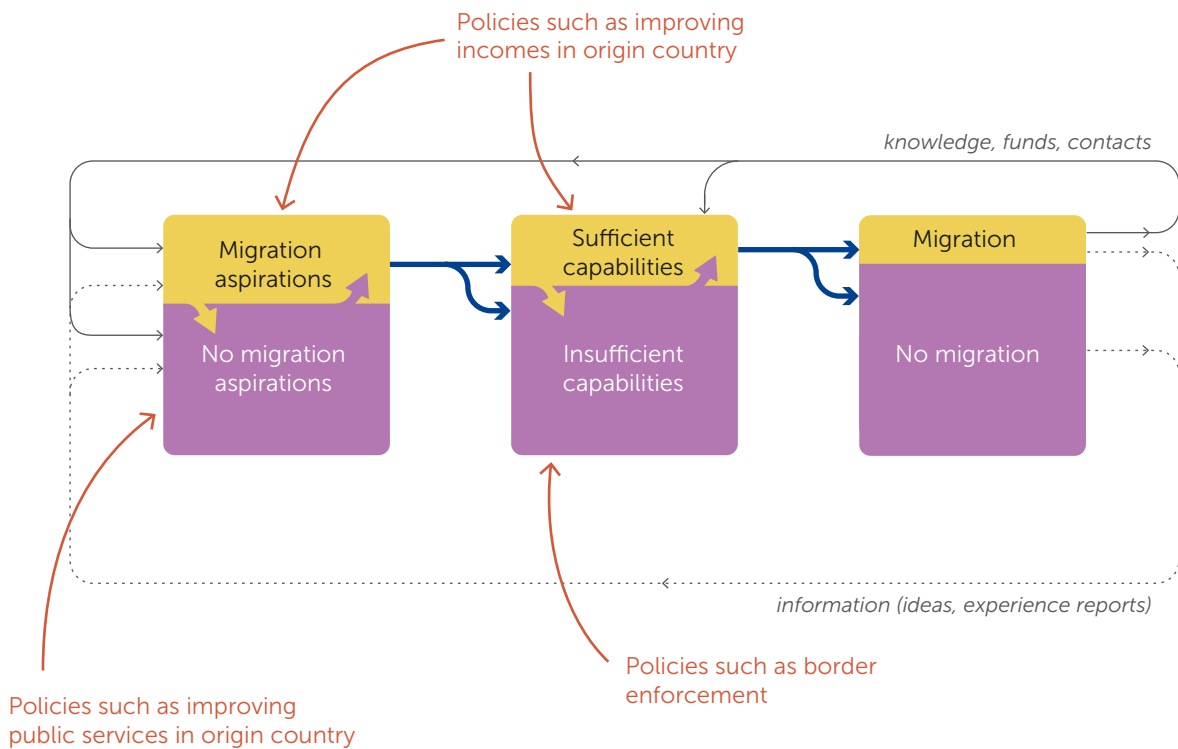 Policies such as improving
incomes in origin country
knowledge, funds, contacts
Migration
aspirations
No migration
aspirations
Sufficient
capabilities
Insufficient
capabilities
Migration
No migration
information (ideas, experience reports)
Policies such as border
enforcement
Policies such as improving
public services in origin country